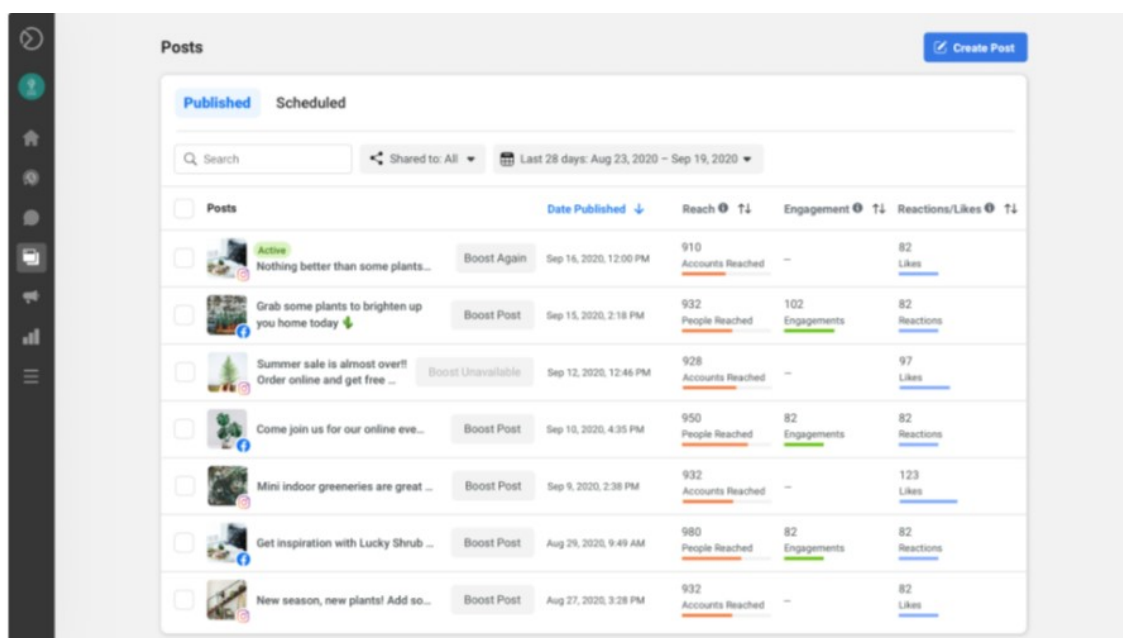 Posts
Create Post
Published Scheduled
Search Shared to: All Last 28 days: Aug 23, 2020 – Sep 19, 2020
Posts Date Published Reach Engagement Reactions/Likes
Active
Nothing better than some plants... Boost Again Sep 16, 2020, 12:00 PM 910 Accounts Reached – 82 Likes
Grab some plants to brighten up
you home today Boost Post Sep 15, 2020, 2:18 PM 932 People Reached 102 Engagements 82 Reactions
Summer sale is almost over!!
Order online and get free ... Boost Unavailable Sep 12, 2020, 12:46 PM 928 Accounts Reached – 97 Likes
Come join us for our online eve... Boost Post Sep 10, 2020, 4:35 PM 950 People Reached 82 Engagements 82 Reactions
Mini indoor greeneries are great ... Boost Post Sep 9, 2020, 2:38 PM 932 Accounts Reached – 123 Likes
Get inspiration with Lucky Shrub ... Boost Post Aug 29, 2020, 9:49 AM 980 People Reached 82 Engagements 82 Reactions
New season, new plants! Add so... Boost Post Aug 27, 2020, 3:28 PM 932 Accounts Reached – 82 Likes